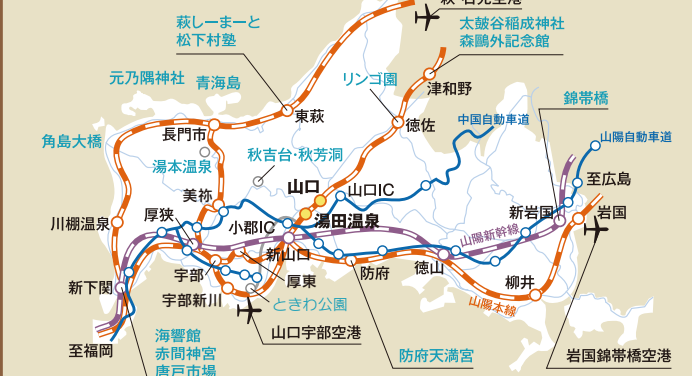 萩・石見空港
萩しーまーと
松下村塾
太皷谷稲成神社
森鷗外記念館
元乃隅神社
青海島
リンゴ園
津和野
錦帯橋
東萩
徳佐
中国自動車道
長門市
角島大橋
山陽自動車道
湯本温泉
秋吉台・秋芳洞
至広島
山口
山口IC
美祢
厚狭
川棚温泉
小郡IC
湯田温泉
新岩国
岩国
山陽新幹線
新山口
宇部
厚東
防府
徳山
柳井
新下関
宇部新川
ときわ公園
山陽本線
至福岡
海響館
赤間神宮
唐戸市場
山口宇部空港
防府天満宮
岩国錦帯橋空港